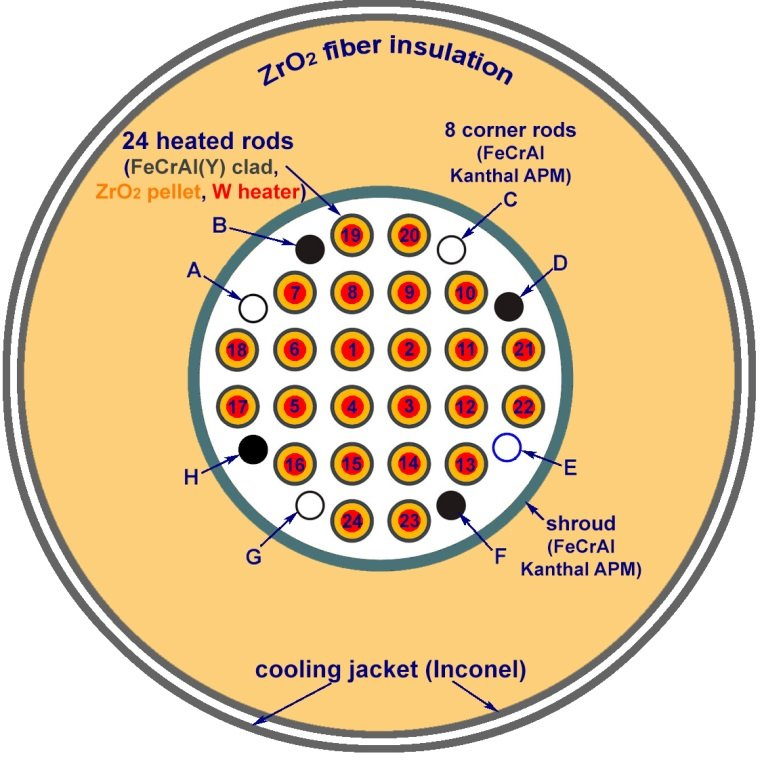 ZrO₂ fiber insulation
24 heated rods
(FeCrAl(Y) clad,
ZrO₂ pellet, W heater)
8 corner rods
(FeCrAl
Kanthal APM)
C
B
19 20
D
A
7 8 9 10
18 6 1 2 11 21
17 5 4 3 12 22
H
16 15 14 13
E
24 23
G
F
shroud
(FeCrAl
Kanthal APM)
cooling jacket (Inconel)